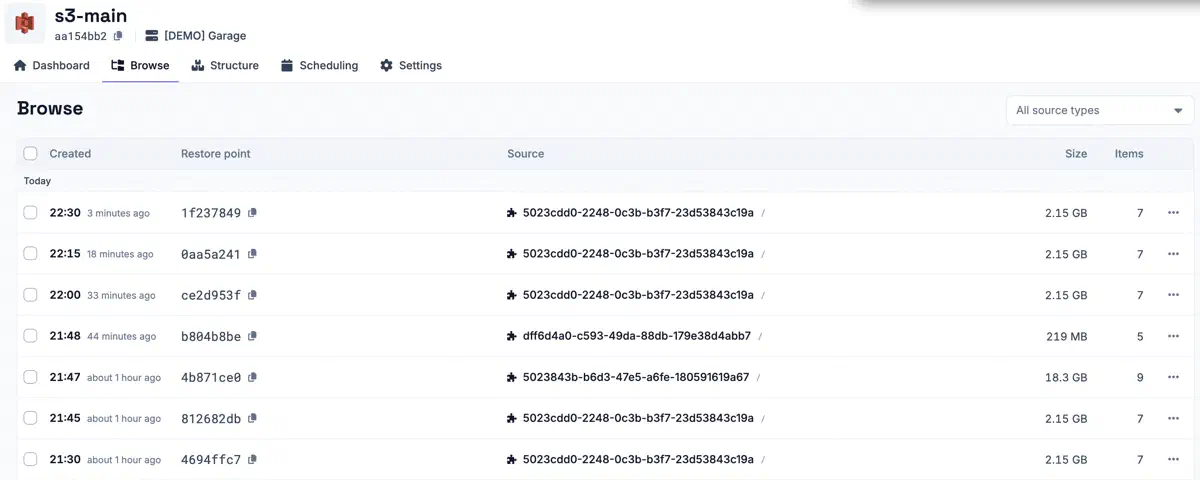 s3-main
aa154bb2 [DEMO] Garage
Dashboard Browse Structure Scheduling Settings
Browse
All source types
Created Restore point Source Size Items
Today
22:30 3 minutes ago 1f237849 5023cdd0-2248-0c3b-b3f7-23d53843c19a / 2.15 GB 7
22:15 18 minutes ago 0aa5a241 5023cdd0-2248-0c3b-b3f7-23d53843c19a / 2.15 GB 7
22:00 33 minutes ago ce2d953f 5023cdd0-2248-0c3b-b3f7-23d53843c19a / 2.15 GB 7
21:48 44 minutes ago b804b8be dff6d4a0-c593-49da-88db-179e38d4abb7 / 219 MB 5
21:47 about 1 hour ago 4b871ce0 5023843b-b6d3-47e5-a6fe-180591619a67 / 18.3 GB 9
21:45 about 1 hour ago 812682db 5023cdd0-2248-0c3b-b3f7-23d53843c19a / 2.15 GB 7
21:30 about 1 hour ago 4694ffc7 5023cdd0-2248-0c3b-b3f7-23d53843c19a / 2.15 GB 7